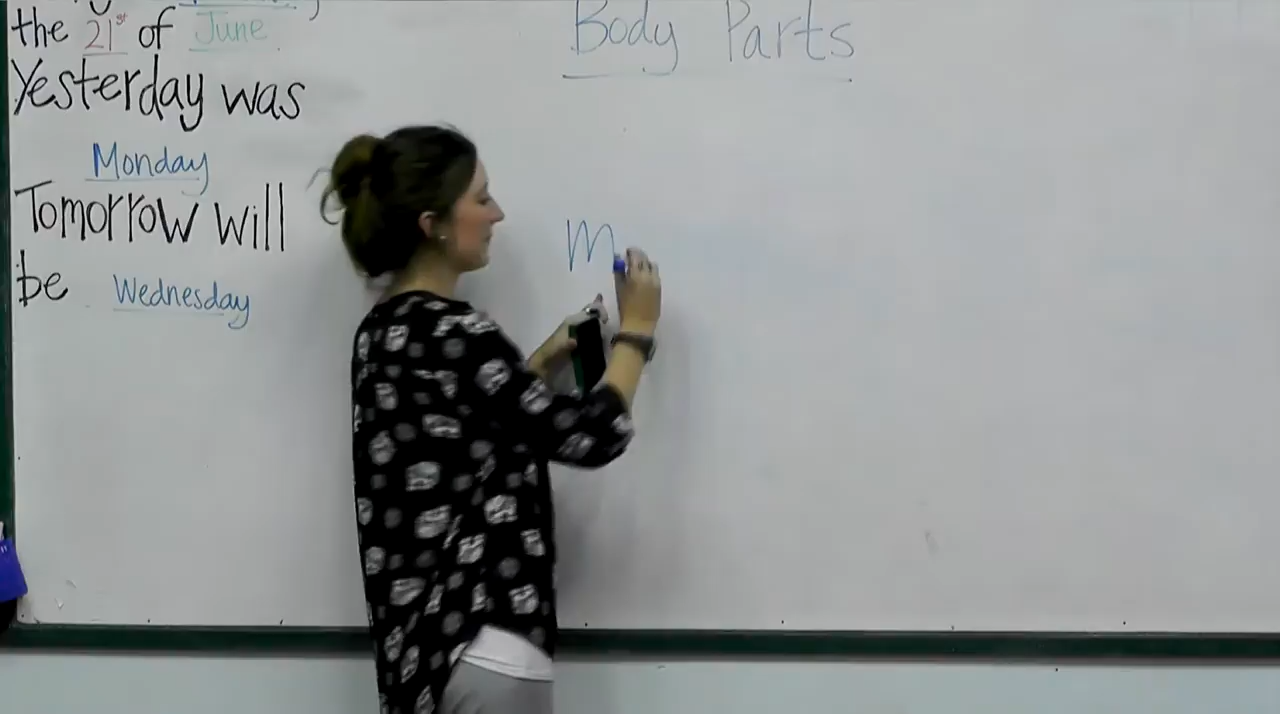 the 21st of June
Yesterday was
Monday
Tomorrow will
be Wednesday
Body Parts
m